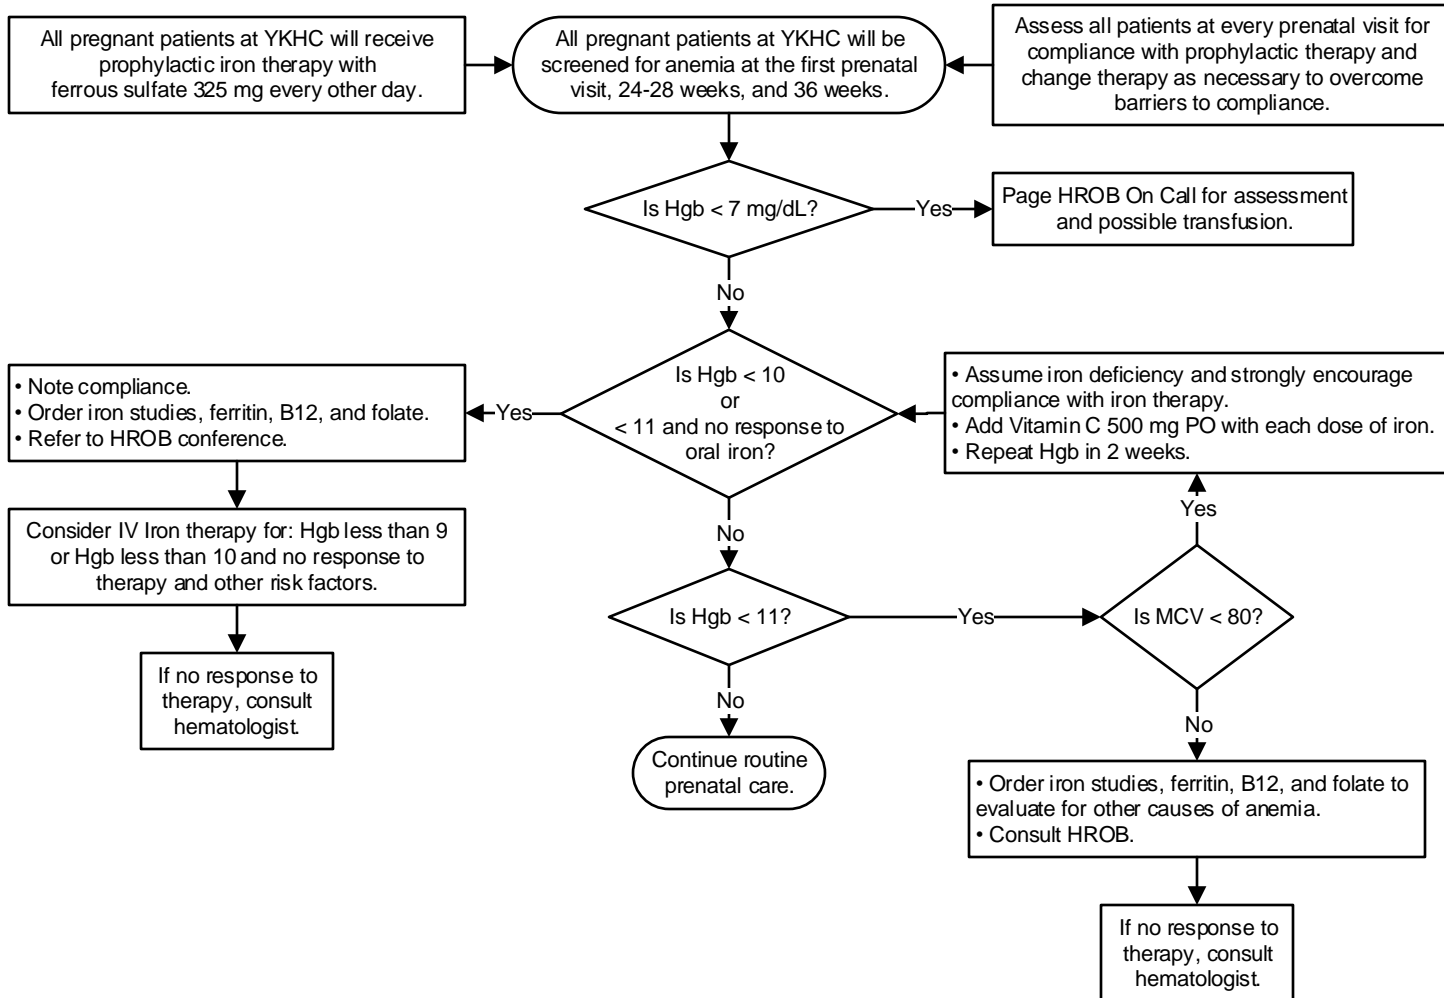 All pregnant patients at YKHC will receive
prophylactic iron therapy with
ferrous sulfate 325 mg every other day.
All pregnant patients at YKHC will be
screened for anemia at the first prenatal
visit, 24-28 weeks, and 36 weeks.
Assess all patients at every prenatal visit for
compliance with prophylactic therapy and
change therapy as necessary to overcome
barriers to compliance.
Is Hgb < 7 mg/dL?
Yes
Page HROB On Call for assessment
and possible transfusion.
No
• Note compliance.
• Order iron studies, ferritin, B12, and folate.
• Refer to HROB conference.
Yes
Is Hgb < 10
or
< 11 and no response to
oral iron?
• Assume iron deficiency and strongly encourage
compliance with iron therapy.
• Add Vitamin C 500 mg PO with each dose of iron.
• Repeat Hgb in 2 weeks.
Consider IV Iron therapy for: Hgb less than 9
or Hgb less than 10 and no response to
therapy and other risk factors.
No
Yes
Is Hgb < 11?
Yes
Is MCV < 80?
If no response to
therapy, consult
hematologist.
No
No
Continue routine
prenatal care.
• Order iron studies, ferritin, B12, and folate to
evaluate for other causes of anemia.
• Consult HROB.
If no response to
therapy, consult
hematologist.